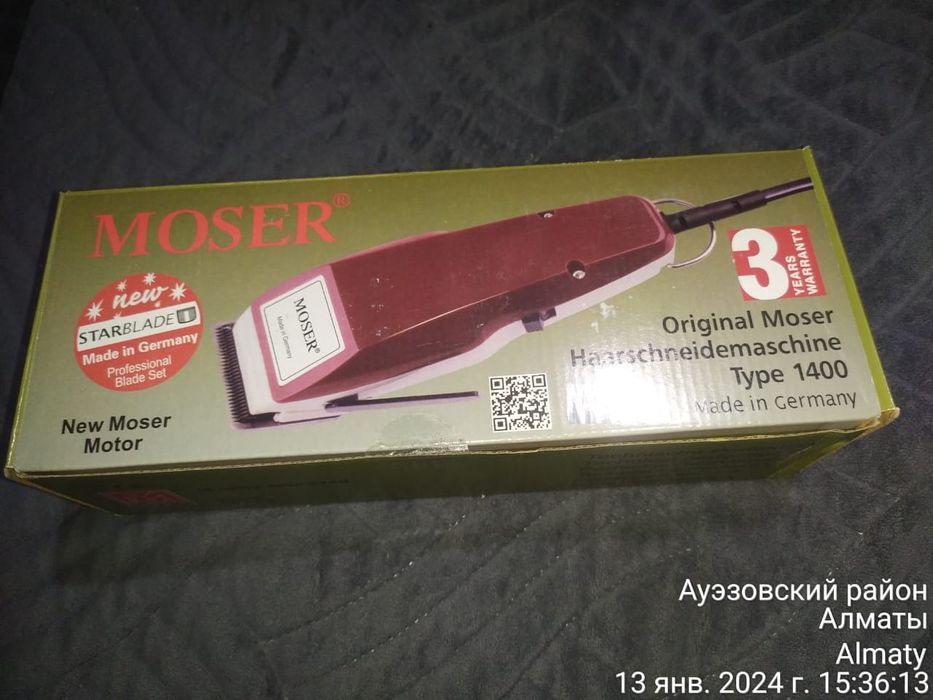 MOSER®
new
STARBLADE
Made in Germany
Professional
Blade Set
New Moser
Motor
MOSER®
Made in Germany
3
YEARS
WARRANTY
Original Moser
Haarschneidemaschine
Type 1400
Made in Germany
Ауэзовский район
Алматы
Almaty
13 янв. 2024 г. 15:36:13